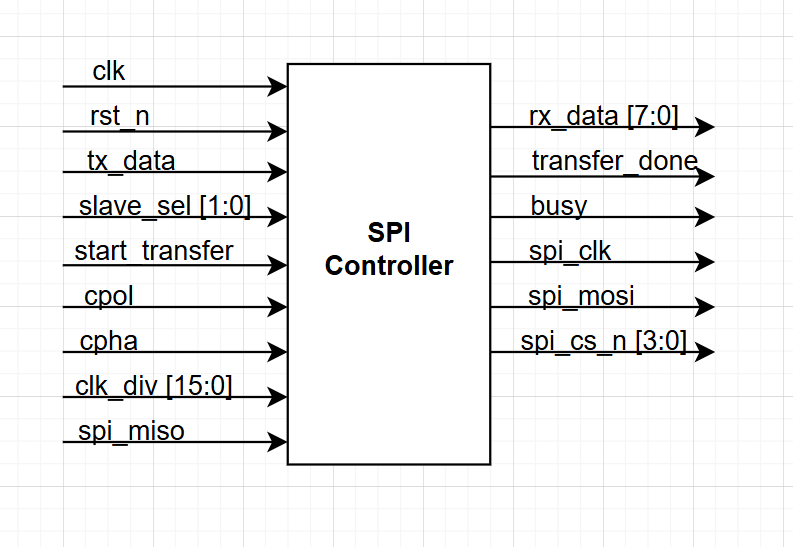 clk
rst_n
tx_data
slave_sel [1:0]
start_transfer
cpol
cpha
clk_div [15:0]
spi_miso
SPI
Controller
rx_data [7:0]
transfer_done
busy
spi_clk
spi_mosi
spi_cs_n [3:0]